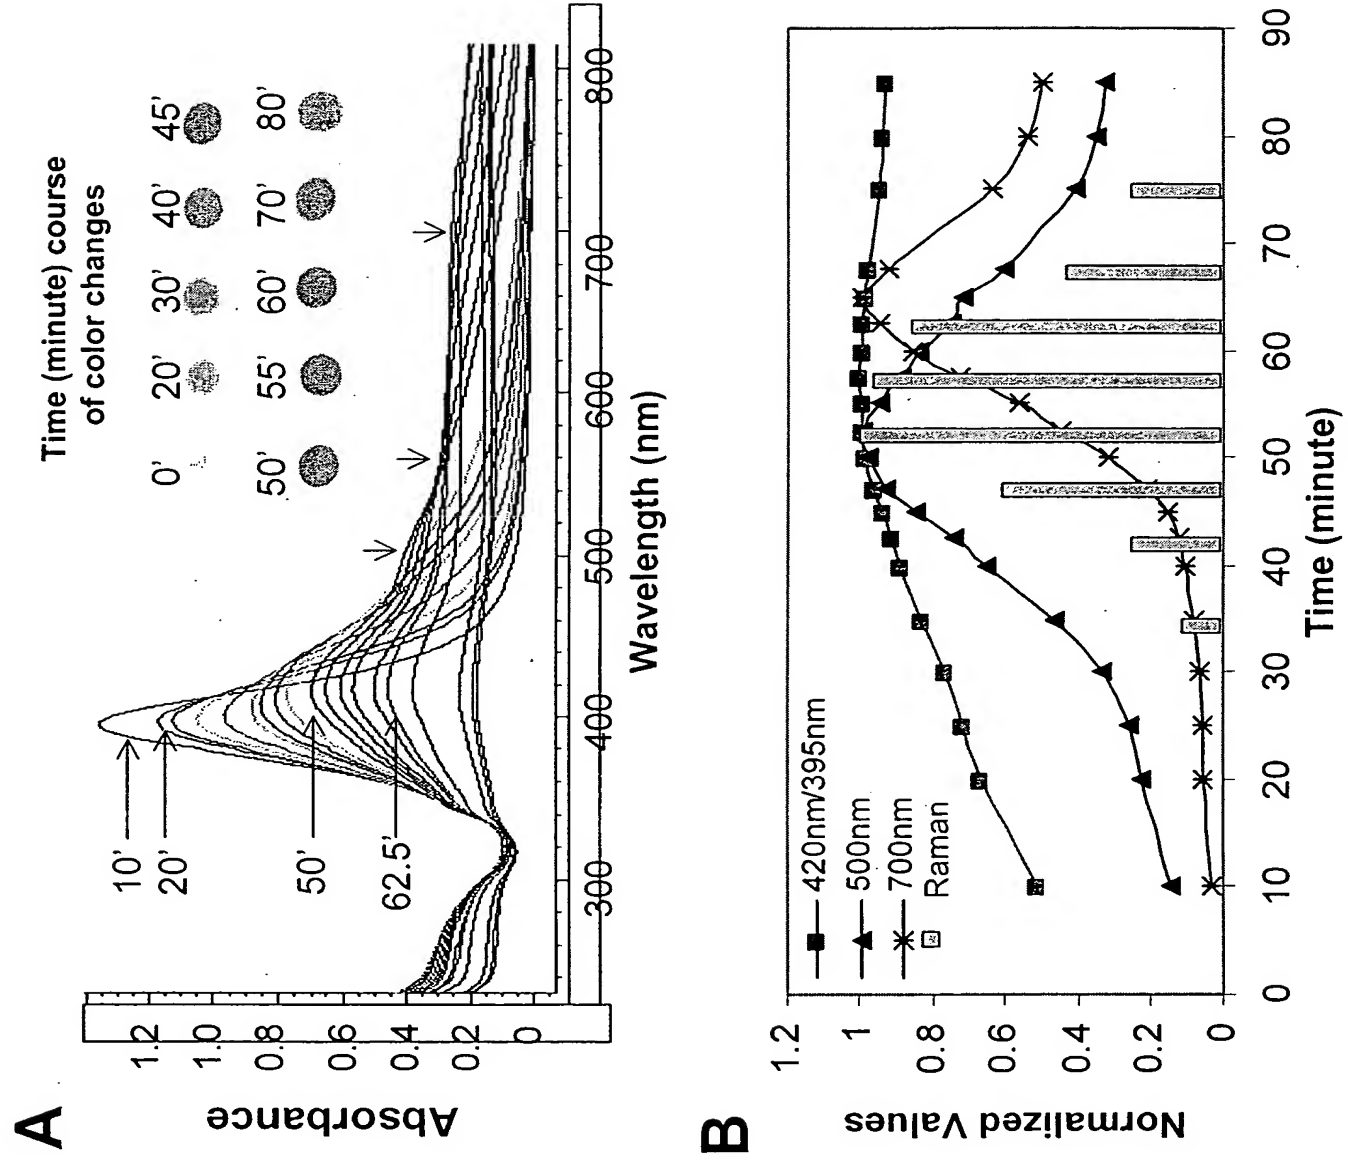 A
Time (minute) course
of color changes
0' 20' 30' 40' 45'
50' 55' 60' 70' 80'
10'
20'
50'
62.5'
Absorbance
1.2
1.0
0.8
0.6
0.4
0.2
0
300 400 500 600 700 800
Wavelength (nm)
B
420nm/395nm
500nm
700nm
Raman
Normalized Values
1.2
1
0.8
0.6
0.4
0.2
0
0 10 20 30 40 50 60 70 80 90
Time (minute)